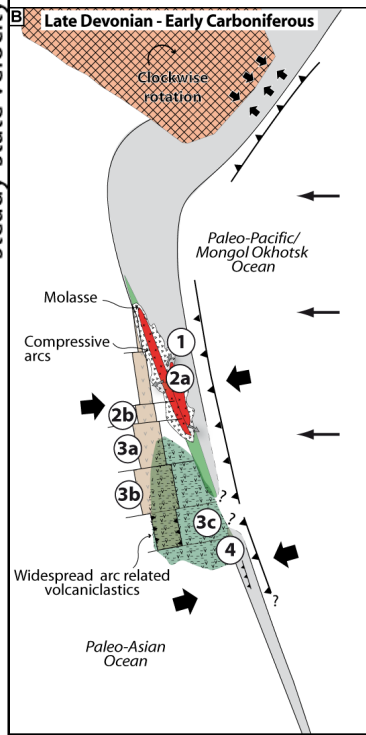 B
Late Devonian - Early Carboniferous
Clockwise
rotation
Paleo-Pacific/
Mongol Okhotsk
Ocean
Molasse
Compressive
arcs
1
2a
2b
3a
3b
?
?
3c
4
Widespread arc related
volcaniclastics
?
Paleo-Asian
Ocean